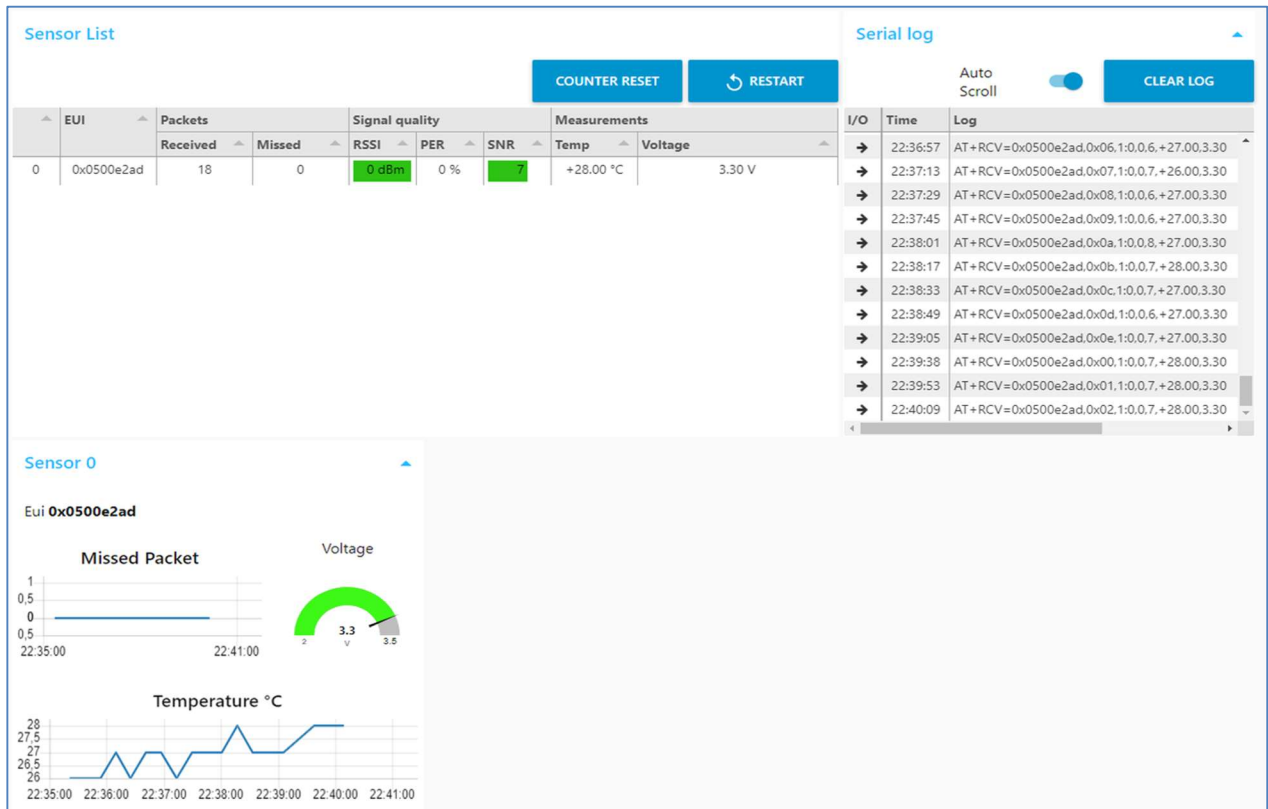 Sensor List
COUNTER RESET
RESTART
EUI Packets Signal quality Measurements
Received Missed RSSI PER SNR Temp Voltage
0 0x0500e2ad 18 0 0 dBm 0 % 7 +28.00 °C 3.30 V
Serial log
Auto
Scroll
CLEAR LOG
I/O Time Log
22:36:57 AT+RCV=0x0500e2ad,0x06,1:0,0,6,+27.00,3.30
22:37:13 AT+RCV=0x0500e2ad,0x07,1:0,0,7,+26.00,3.30
22:37:29 AT+RCV=0x0500e2ad,0x08,1:0,0,6,+27.00,3.30
22:37:45 AT+RCV=0x0500e2ad,0x09,1:0,0,6,+27.00,3.30
22:38:01 AT+RCV=0x0500e2ad,0x0a,1:0,0,8,+27.00,3.30
22:38:17 AT+RCV=0x0500e2ad,0x0b,1:0,0,7,+28.00,3.30
22:38:33 AT+RCV=0x0500e2ad,0x0c,1:0,0,7,+27.00,3.30
22:38:49 AT+RCV=0x0500e2ad,0x0d,1:0,0,6,+27.00,3.30
22:39:05 AT+RCV=0x0500e2ad,0x0e,1:0,0,7,+27.00,3.30
22:39:38 AT+RCV=0x0500e2ad,0x00,1:0,0,7,+28.00,3.30
22:39:53 AT+RCV=0x0500e2ad,0x01,1:0,0,7,+28.00,3.30
22:40:09 AT+RCV=0x0500e2ad,0x02,1:0,0,7,+28.00,3.30
Sensor 0
Eui 0x0500e2ad
Missed Packet
1
0,5
0
0,5
22:35:00 22:41:00
Voltage
3.3
2 V 3.5
Temperature °C
28
27,5
27
26,5
26
22:35:00 22:36:00 22:37:00 22:38:00 22:39:00 22:40:00 22:41:00